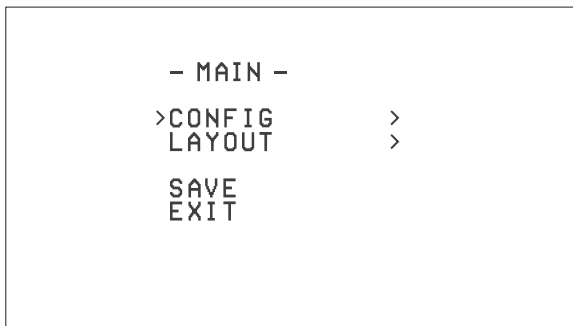 - MAIN -
>CONFIG >
LAYOUT >
SAVE
EXIT